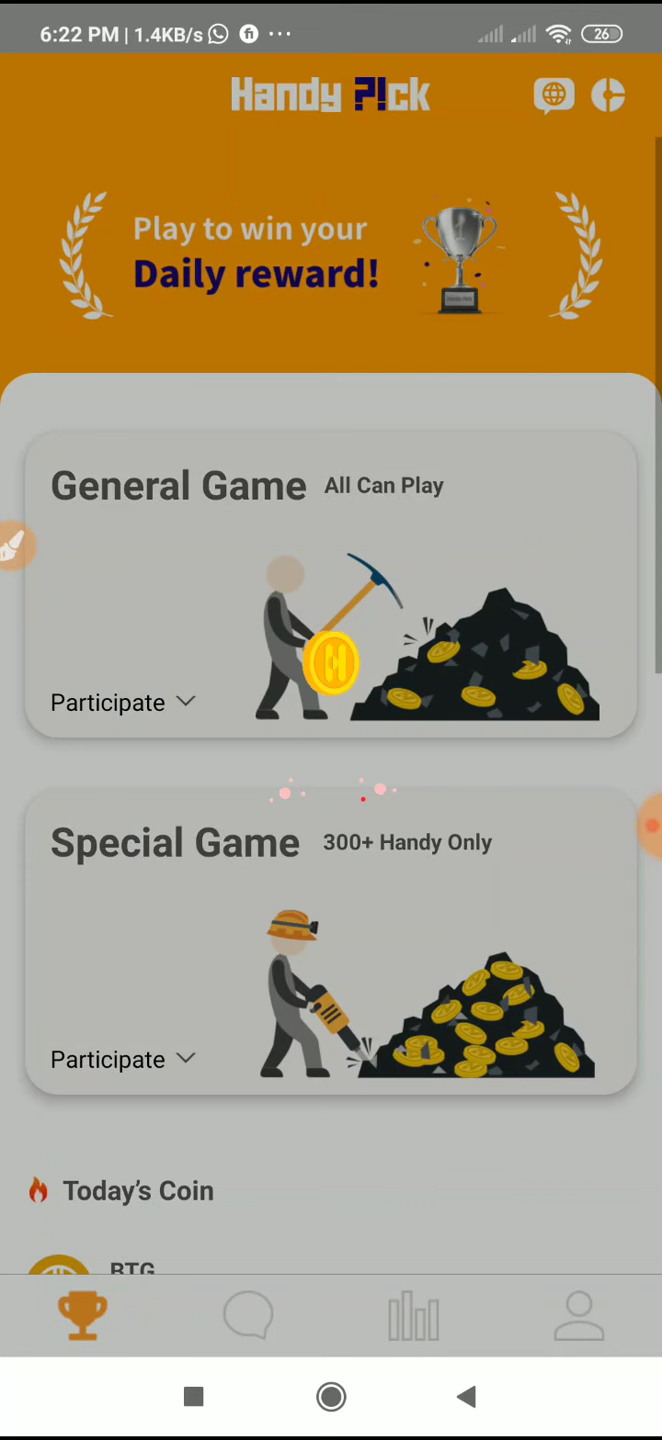 6:22 PM | 1.4KB/s
26
Handy ?!ck
Play to win your
Daily reward!
General Game All Can Play
Participate
Special Game 300+ Handy Only
Participate
Today's Coin
BTG